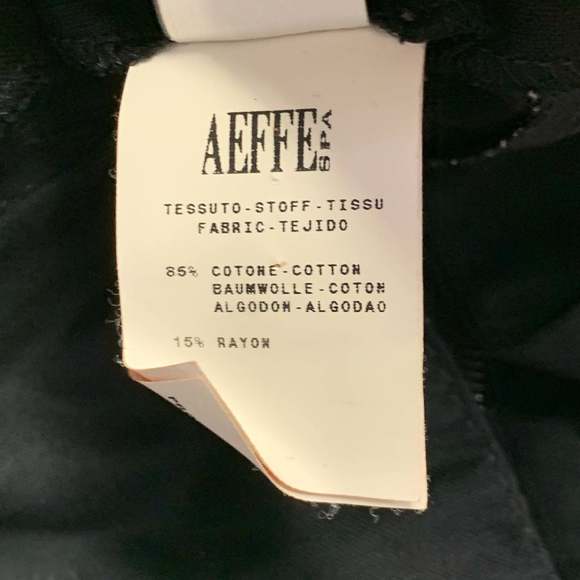 AEFFE SPA
TESSUTO-STOFF-TISSU
FABRIC-TEJIDO
85% COTONE-COTTON
BAUMWOLLE-COTON
ALGODON-ALGODAO
15% RAYON